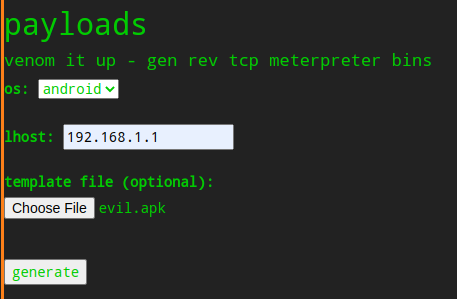 payloads
venom it up - gen rev tcp meterpreter bins
os: android
lhost: 192.168.1.1
template file (optional):
Choose File evil.apk
generate